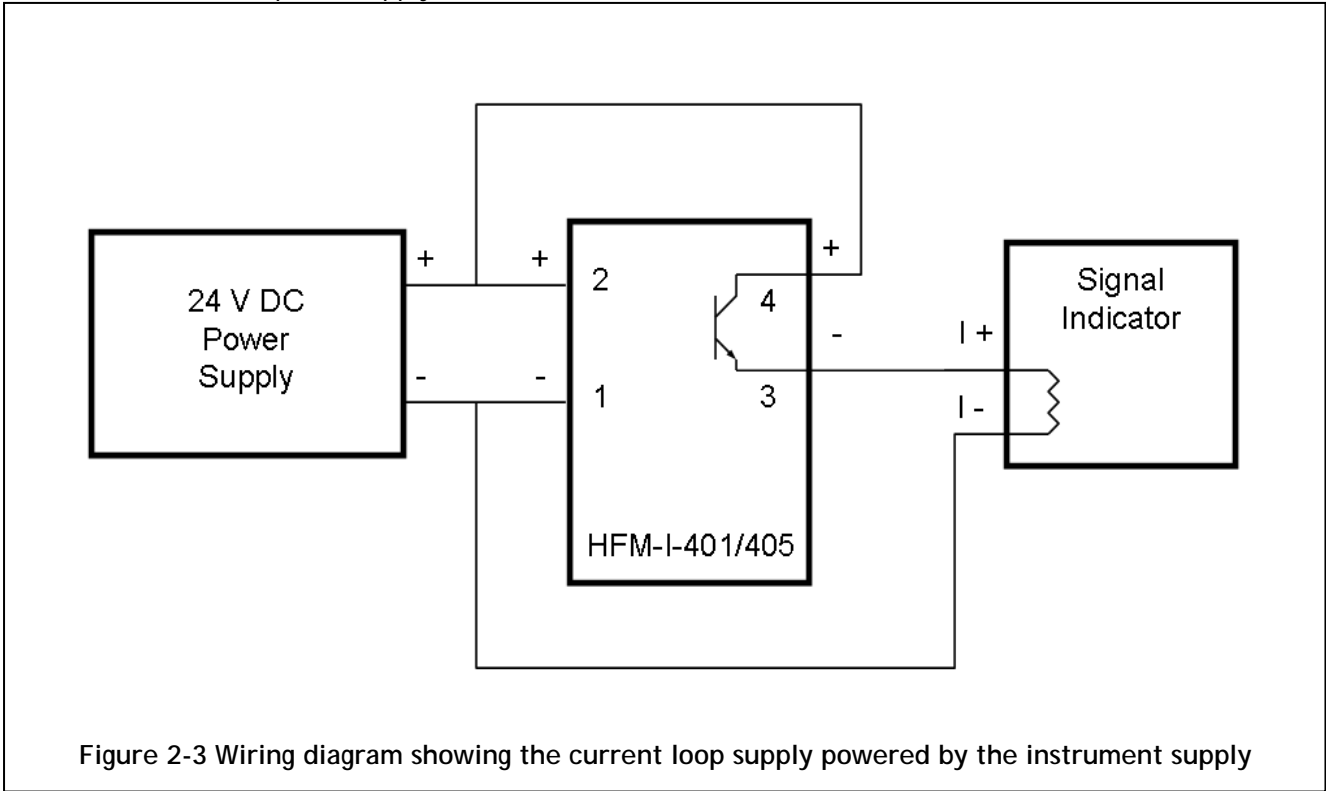 +
+
+
2
24 V DC
Power
Supply
4
Signal
Indicator
-
I +
-
-
1
3
I -
HFM-I-401/405
Figure 2-3 Wiring diagram showing the current loop supply powered by the instrument supply